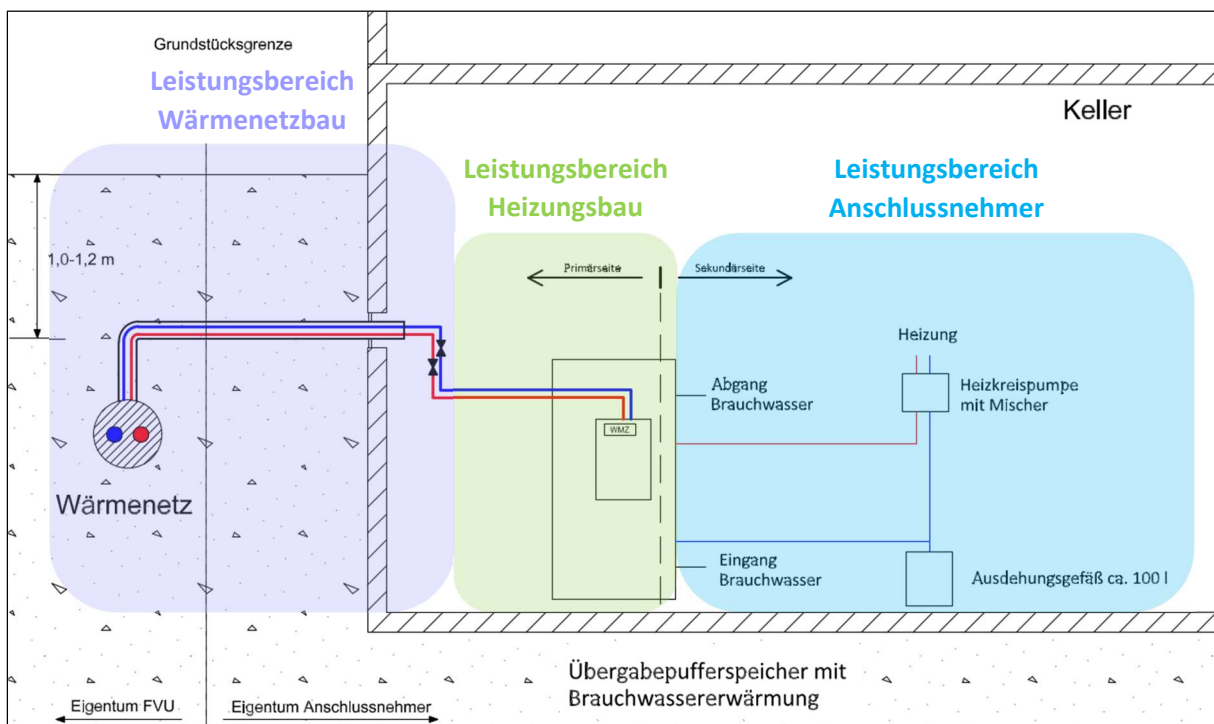 Grundstücksgrenze
Leistungsbereich
Wärmenetzbau
Keller
Leistungsbereich
Heizungsbau
Leistungsbereich
Anschlussnehmer
1,0-1,2 m
Primärseite
Sekundärseite
Heizung
Abgang
Brauchwasser
Heizkreispumpe
mit Mischer
WMZ
Wärmenetz
Eingang
Brauchwasser
Ausdehungsgefäß ca. 100 l
Übergabepufferspeicher mit
Brauchwassererwärmung
Eigentum FVU
Eigentum Anschlussnehmer